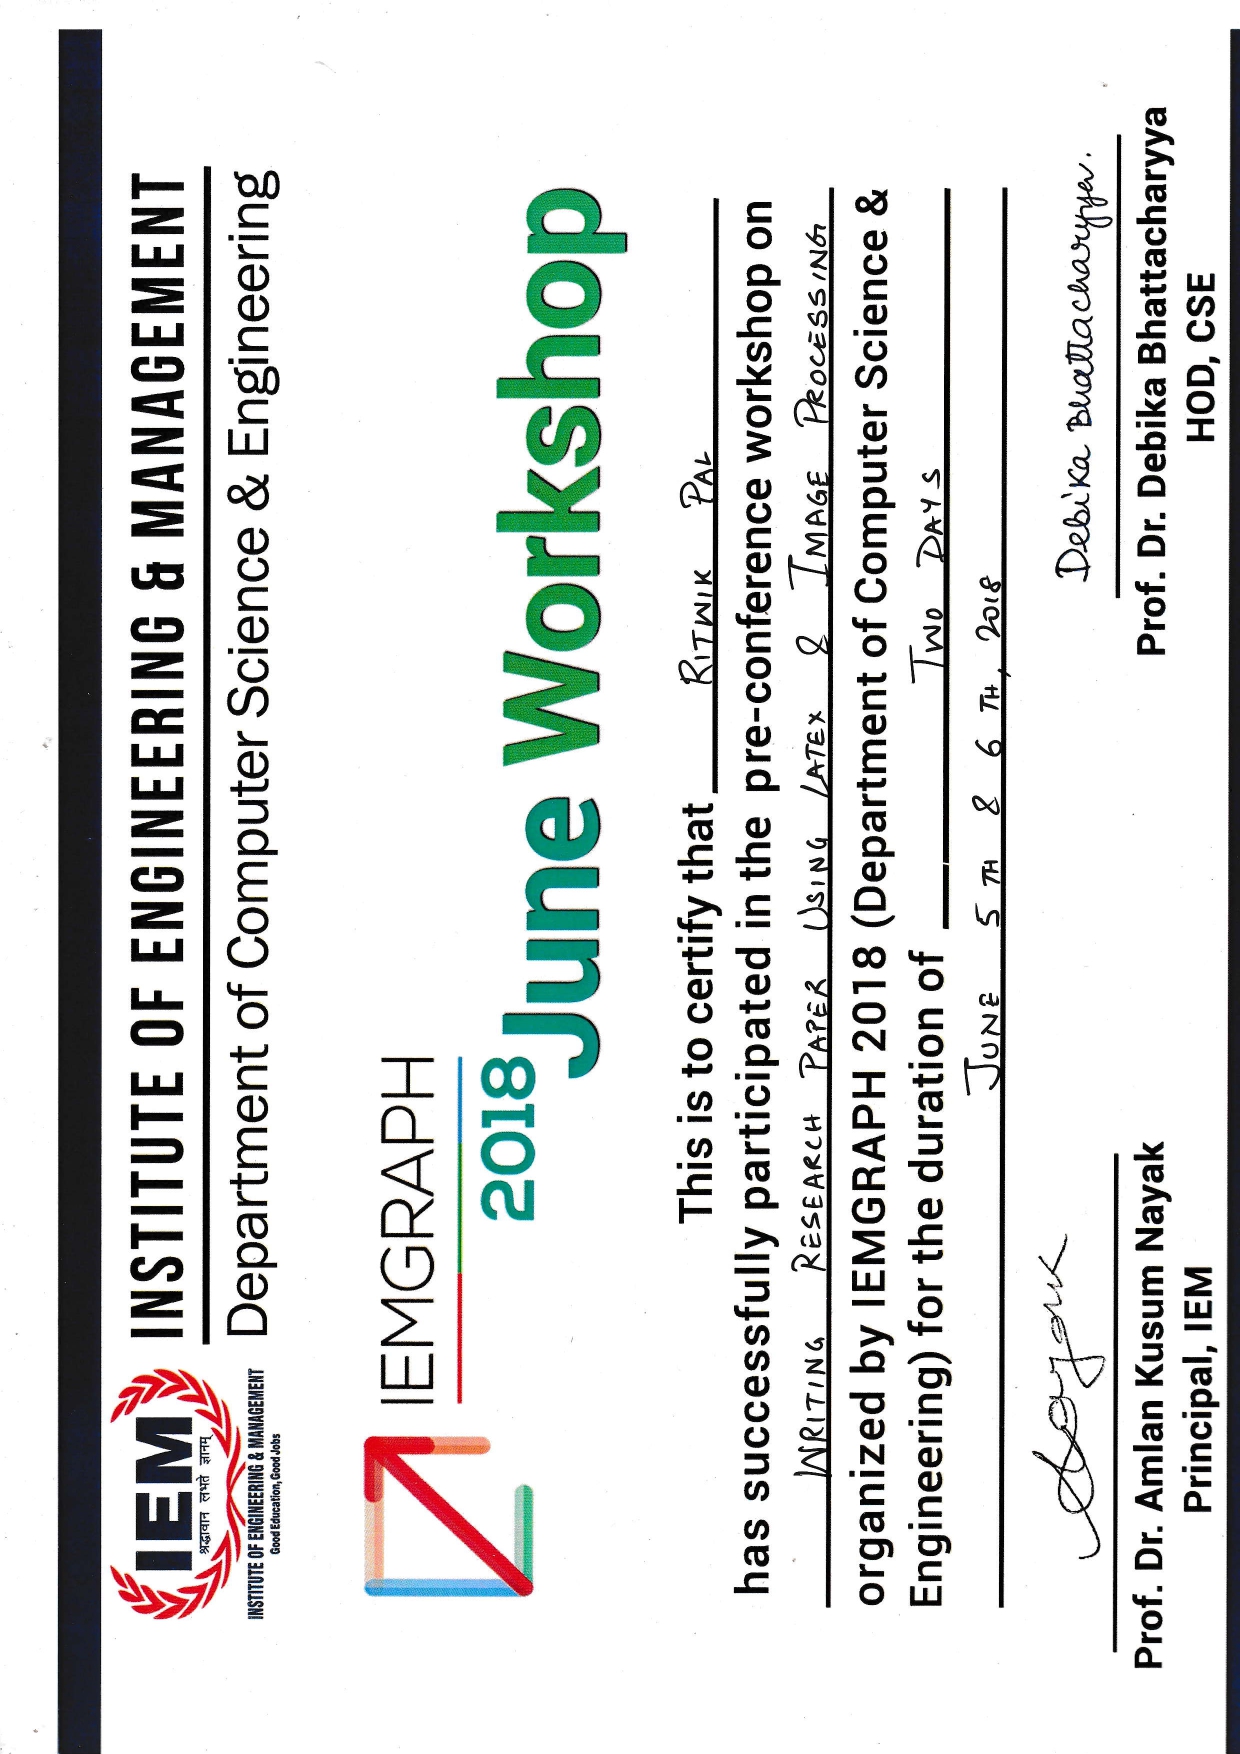 IEM
श्रद्धावान लभते ज्ञानम्
INSTITUTE OF ENGINEERING & MANAGEMENT
Good Education, Good Jobs
INSTITUTE OF ENGINEERING & MANAGEMENT
Department of Computer Science & Engineering
IEMGRAPH
2018
June Workshop
This is to certify that RITWIK PAL
has successfully participated in the pre-conference workshop on
WRITING RESEARCH PAPER USING LATEX & IMAGE PROCESSING
organized by IEMGRAPH 2018 (Department of Computer Science &
Engineering) for the duration of TWO DAYS
JUNE 5 TH & 6 TH, 2018
Nayak
Debika Bhattacharyya.
Prof. Dr. Amlan Kusum Nayak
Principal, IEM
Prof. Dr. Debika Bhattacharyya
HOD, CSE